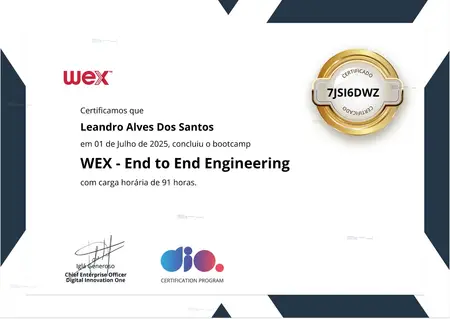 wex
CERTIFICADO
7JSI6DWZ
CERTIFICADO
Certificamos que
Leandro Alves Dos Santos
em 01 de Julho de 2025, concluiu o bootcamp
WEX - End to End Engineering
com carga horária de 91 horas.
Iglá Generoso
Chief Enterprise Officer
Digital Innovation One
dio.
CERTIFICATION PROGRAM